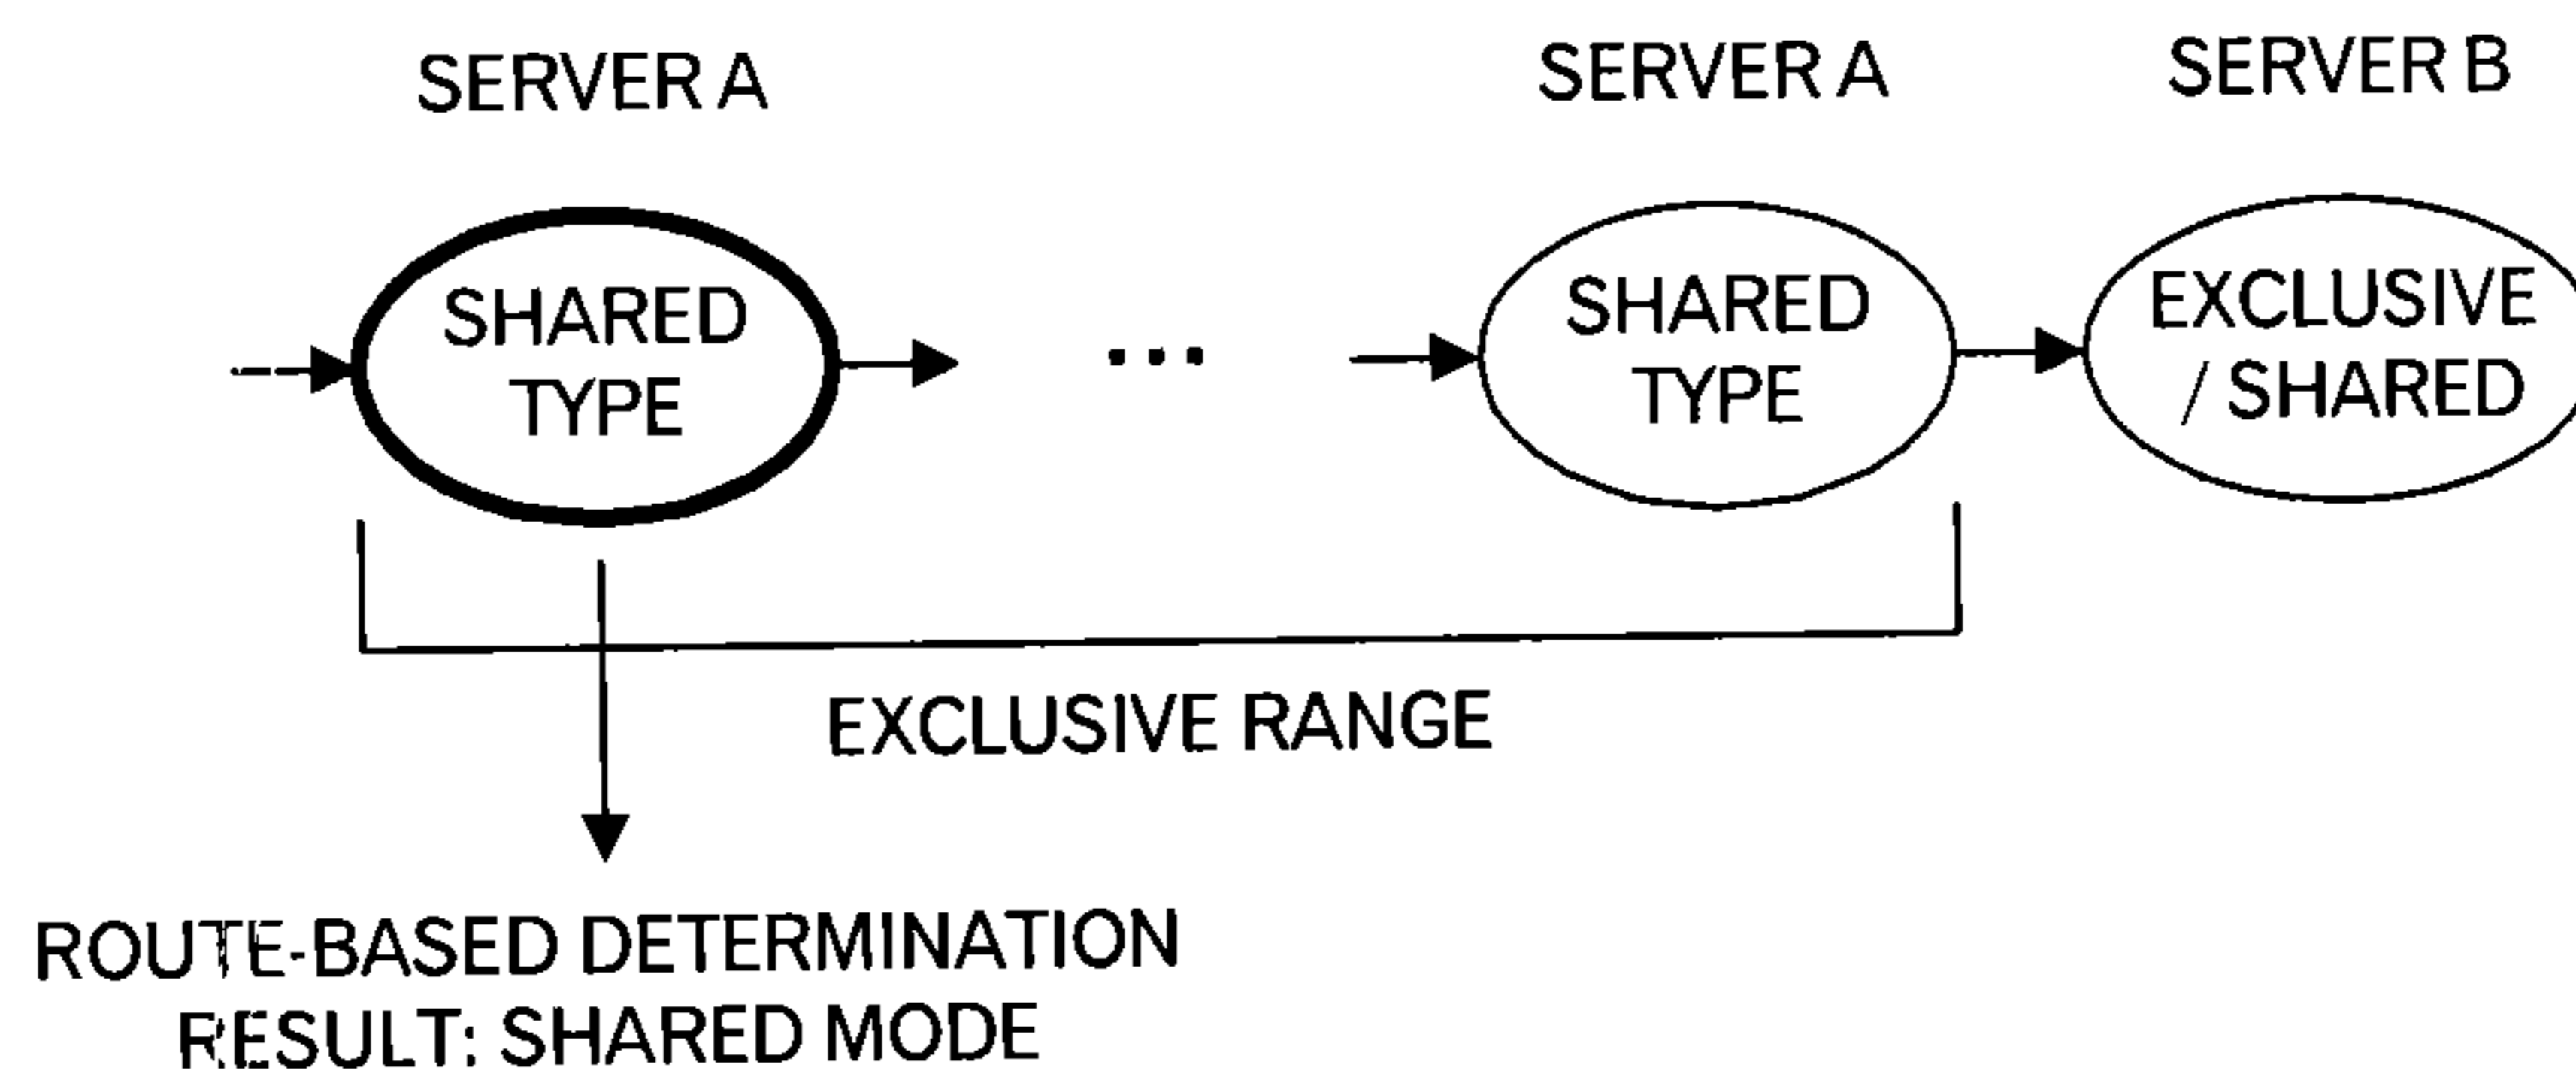 SERVER A
SERVER A
SERVER B
SHARED
TYPE
...
SHARED
TYPE
EXCLUSIVE
/ SHARED
EXCLUSIVE RANGE
ROUTE-BASED DETERMINATION
RESULT: SHARED MODE